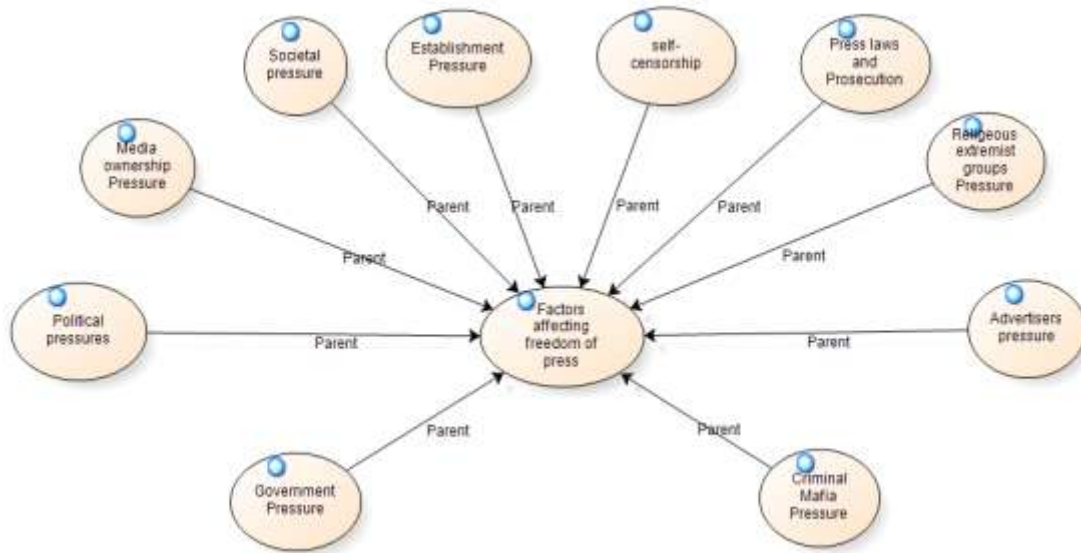 Societal
pressure
Establishment
Pressure
self-
censorship
Press laws
and
Prosecution
Media
ownership
Pressure
Religeous
extremist
groups
Pressure
Parent
Parent
Parent
Parent
Parent
Parent
Political
pressures
Parent
Factors
affecting
freedom of
press
Parent
Advertisers
pressure
Parent
Parent
Government
Pressure
Criminal
Mafia
Pressure